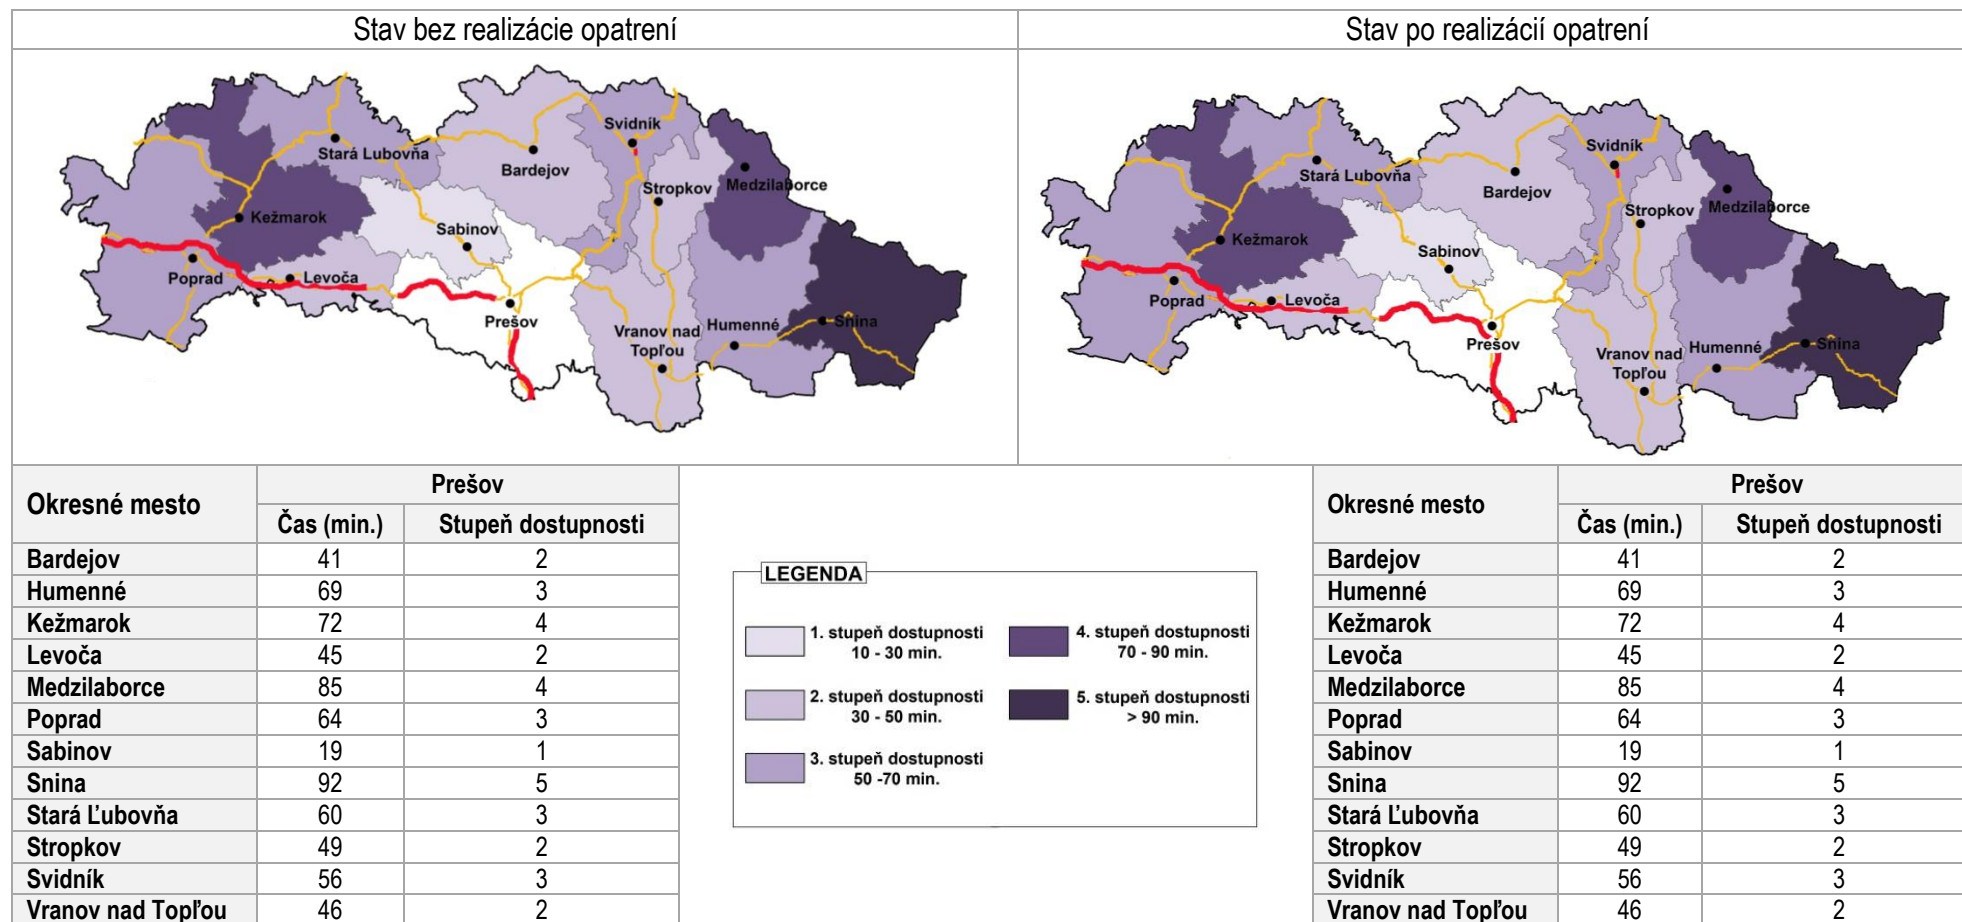 Stav bez realizácie opatrení
Stav po realizácií opatrení
Svidník
Stará Lubovňa
Bardejov
Stropkov
Medzilaborce
Kežmarok
Sabinov
Poprad
Levoča
Prešov
Vranov nad
Topľou
Humenné
Snina
Svidník
Stará Lubovňa
Bardejov
Stropkov
Medzilaborce
Kežmarok
Sabinov
Poprad
Levoča
Prešov
Vranov nad
Topľou
Humenné
Snina
Okresné mesto Prešov
Čas (min.) Stupeň dostupnosti
Bardejov 41 2
Humenné 69 3
Kežmarok 72 4
Levoča 45 2
Medzilaborce 85 4
Poprad 64 3
Sabinov 19 1
Snina 92 5
Stará Ľubovňa 60 3
Stropkov 49 2
Svidník 56 3
Vranov nad Topľou 46 2
LEGENDA
1. stupeň dostupnosti
10 - 30 min.
2. stupeň dostupnosti
30 - 50 min.
3. stupeň dostupnosti
50 -70 min.
4. stupeň dostupnosti
70 - 90 min.
5. stupeň dostupnosti
> 90 min.
Okresné mesto Prešov
Čas (min.) Stupeň dostupnosti
Bardejov 41 2
Humenné 69 3
Kežmarok 72 4
Levoča 45 2
Medzilaborce 85 4
Poprad 64 3
Sabinov 19 1
Snina 92 5
Stará Ľubovňa 60 3
Stropkov 49 2
Svidník 56 3
Vranov nad Topľou 46 2